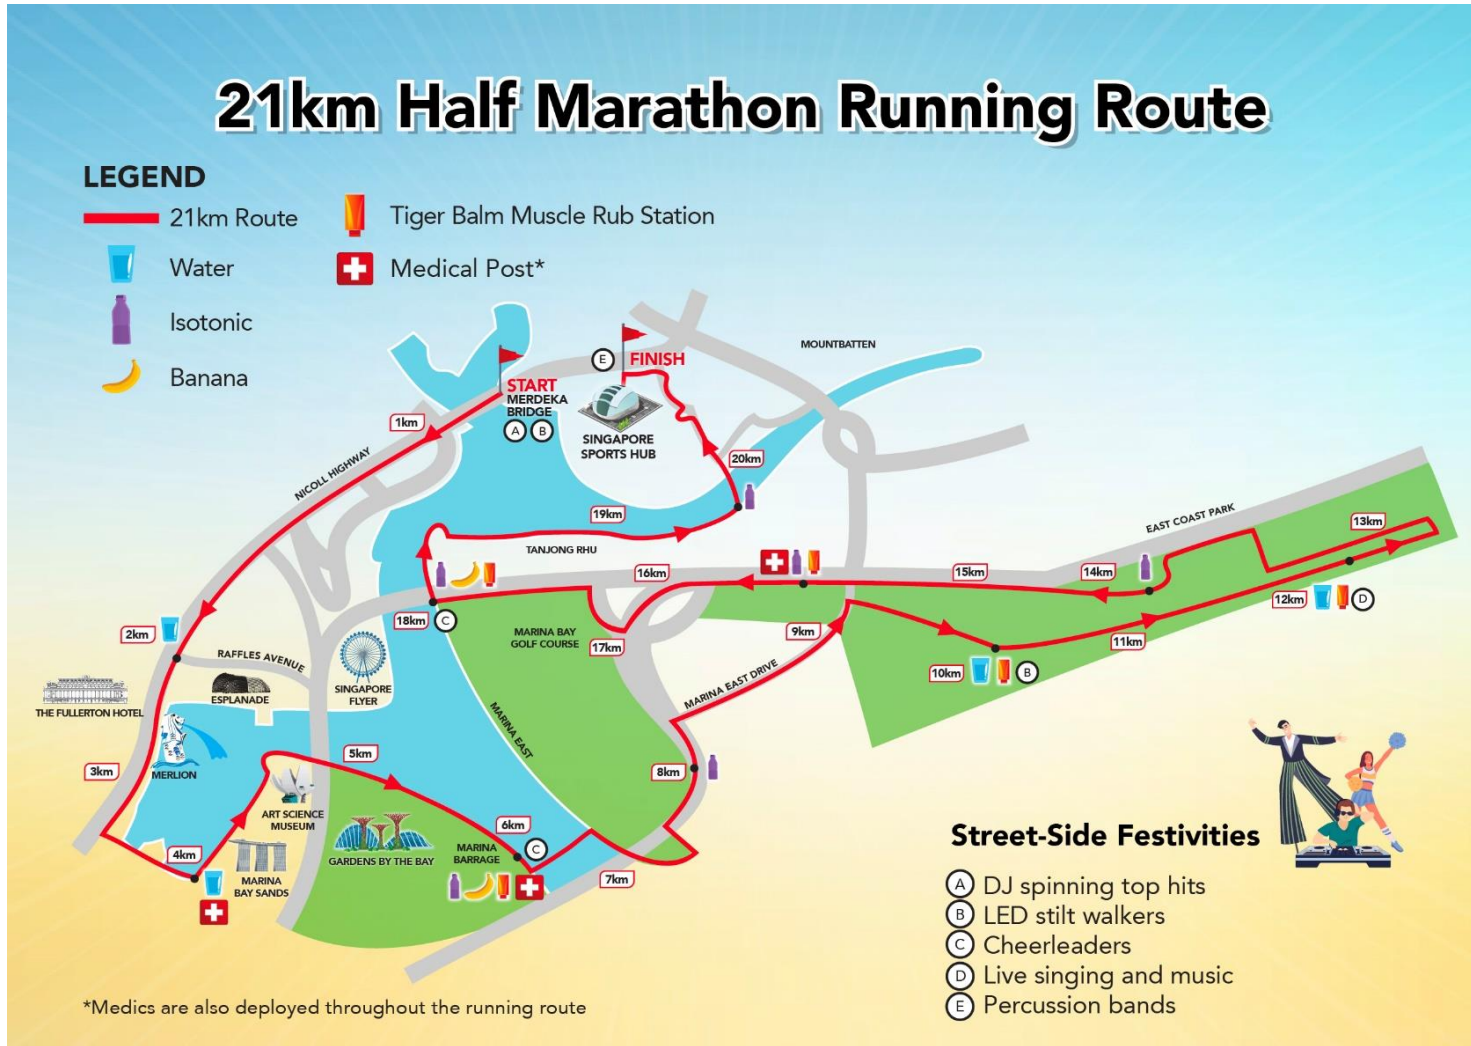 21km Half Marathon Running Route
LEGEND
21km Route
Water
Isotonic
Banana
Tiger Balm Muscle Rub Station
Medical Post*
MOUNTBATTEN
E
FINISH
START
MERDEKA
BRIDGE
A B
SINGAPORE
SPORTS HUB
1km
NICOLL HIGHWAY
20km
19km
TANJONG RHU
EAST COAST PARK
13km
16km
15km
14km
12km
D
2km
18km
C
MARINA BAY
GOLF COURSE
17km
9km
11km
RAFFLES AVENUE
10km
B
THE FULLERTON HOTEL
ESPLANADE
SINGAPORE
FLYER
MARINA EAST
MARINA EAST DRIVE
3km
MERLION
5km
8km
ART SCIENCE
MUSEUM
6km
C
4km
MARINA
BAY SANDS
GARDENS BY THE BAY
MARINA
BARRAGE
7km
Street-Side Festivities
A DJ spinning top hits
B LED stilt walkers
C Cheerleaders
D Live singing and music
E Percussion bands
*Medics are also deployed throughout the running route